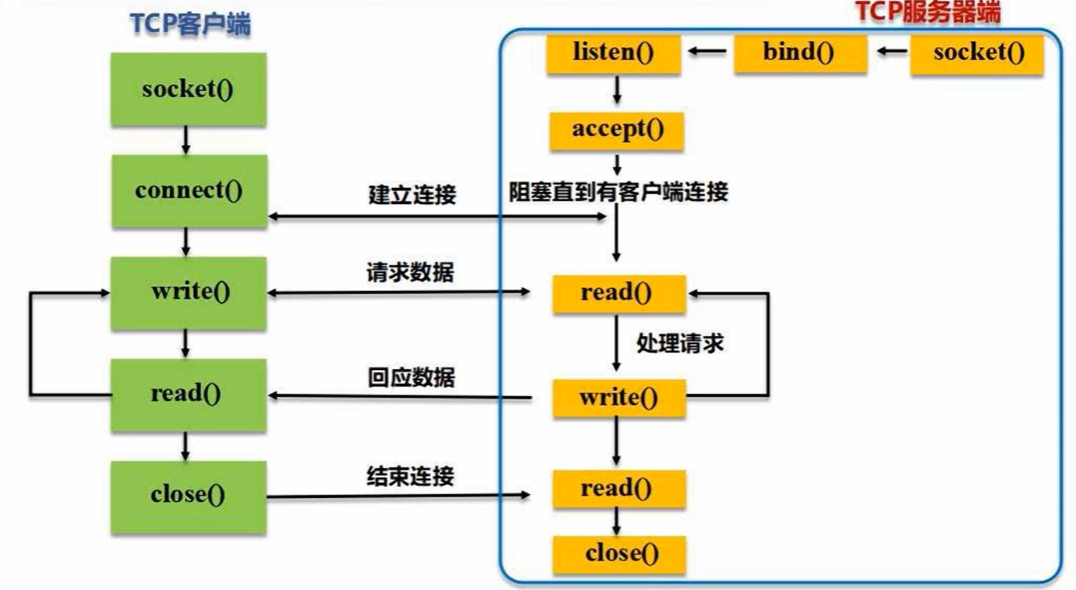 TCP客户端
TCP服务器端
socket()
connect()
write()
read()
close()
建立连接
请求数据
回应数据
结束连接
listen()
bind()
socket()
accept()
阻塞直到有客户端连接
read()
处理请求
write()
read()
close()